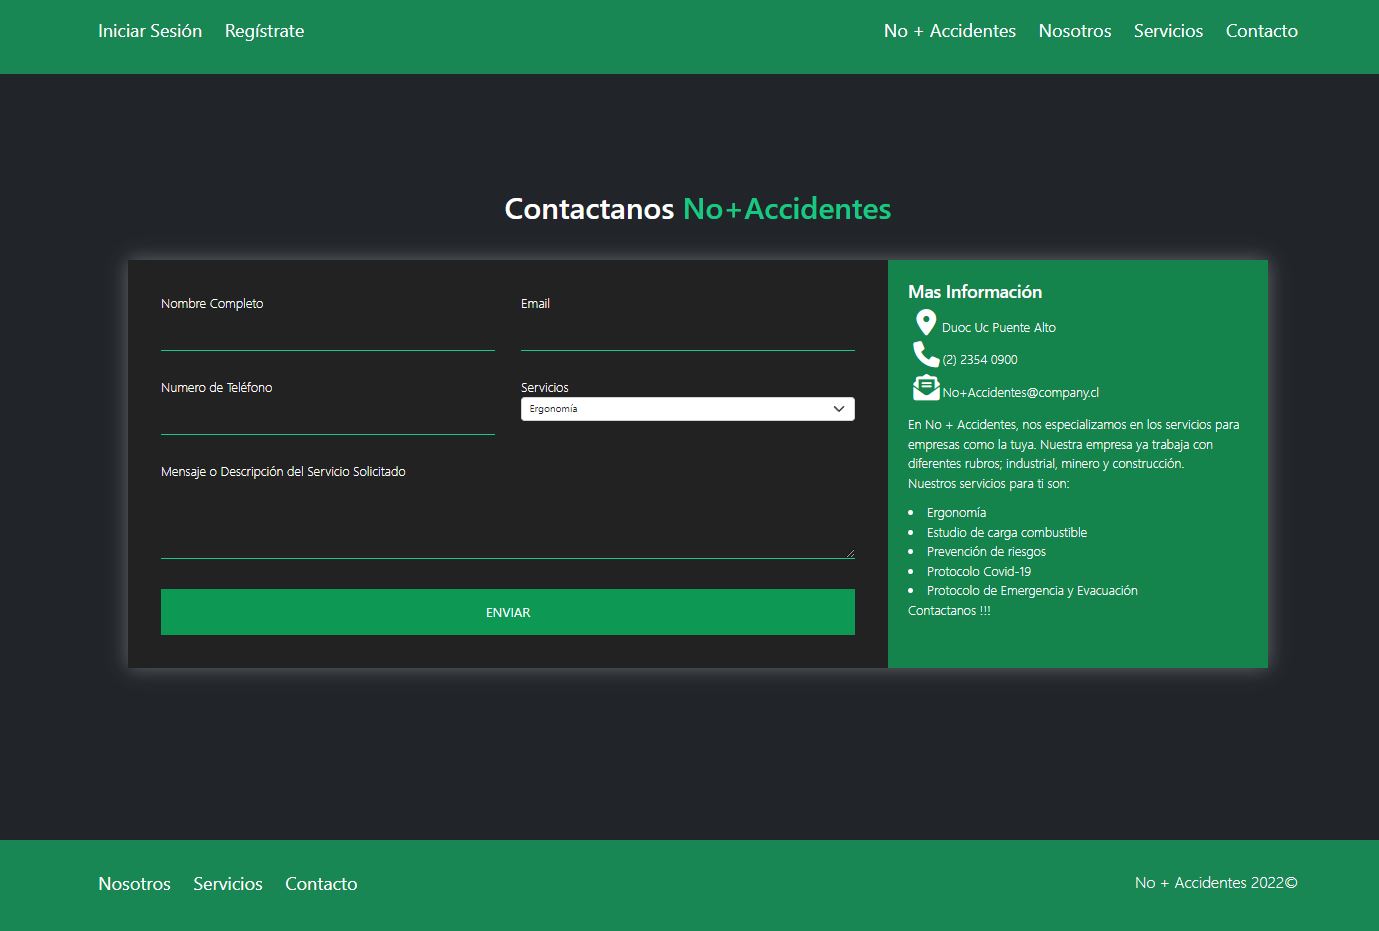 Iniciar Sesión Regístrate No + Accidentes Nosotros Servicios Contacto
Contactanos No+Accidentes
Nombre Completo Email
Numero de Teléfono Servicios
Ergonomía
Mensaje o Descripción del Servicio Solicitado
ENVIAR
Mas Información
Duoc Uc Puente Alto
(2) 2354 0900
No+Accidentes@company.cl
En No + Accidentes, nos especializamos en los servicios para
empresas como la tuya. Nuestra empresa ya trabaja con
diferentes rubros; industrial, minero y construcción.
Nuestros servicios para ti son:
• Ergonomía
• Estudio de carga combustible
• Prevención de riesgos
• Protocolo Covid-19
• Protocolo de Emergencia y Evacuación
Contactanos !!!
Nosotros Servicios Contacto No + Accidentes 2022©